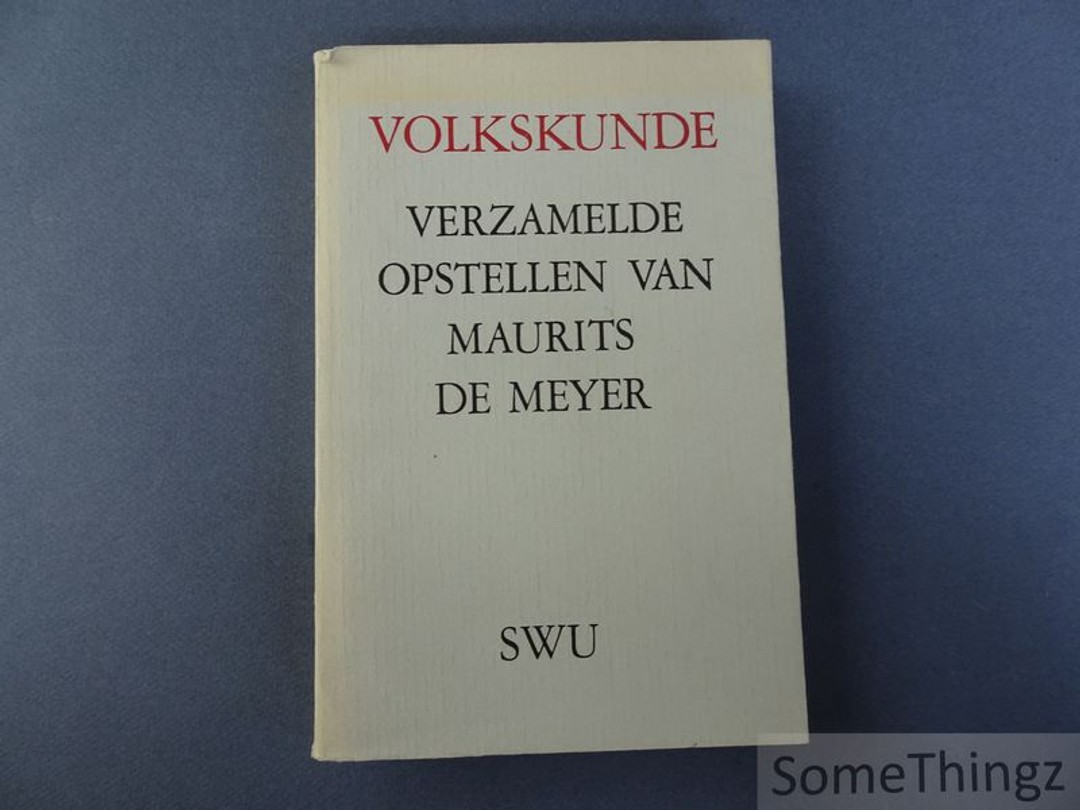 VOLKSKUNDE
VERZAMELDE
OPSTELLEN VAN
MAURITS
DE MEYER
SWU
SomeThingz